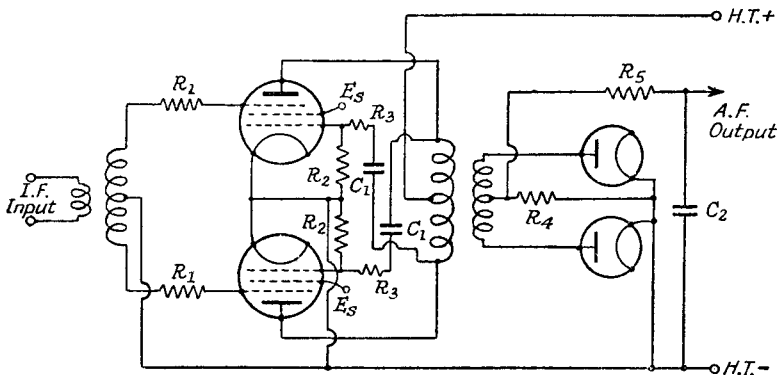 H.T.+
R5
A.F.
Output
R1
Es
R3
R2
C1
I.F.
Input
R4
C2
R2
C1
R1
R3
Es
H.T.-